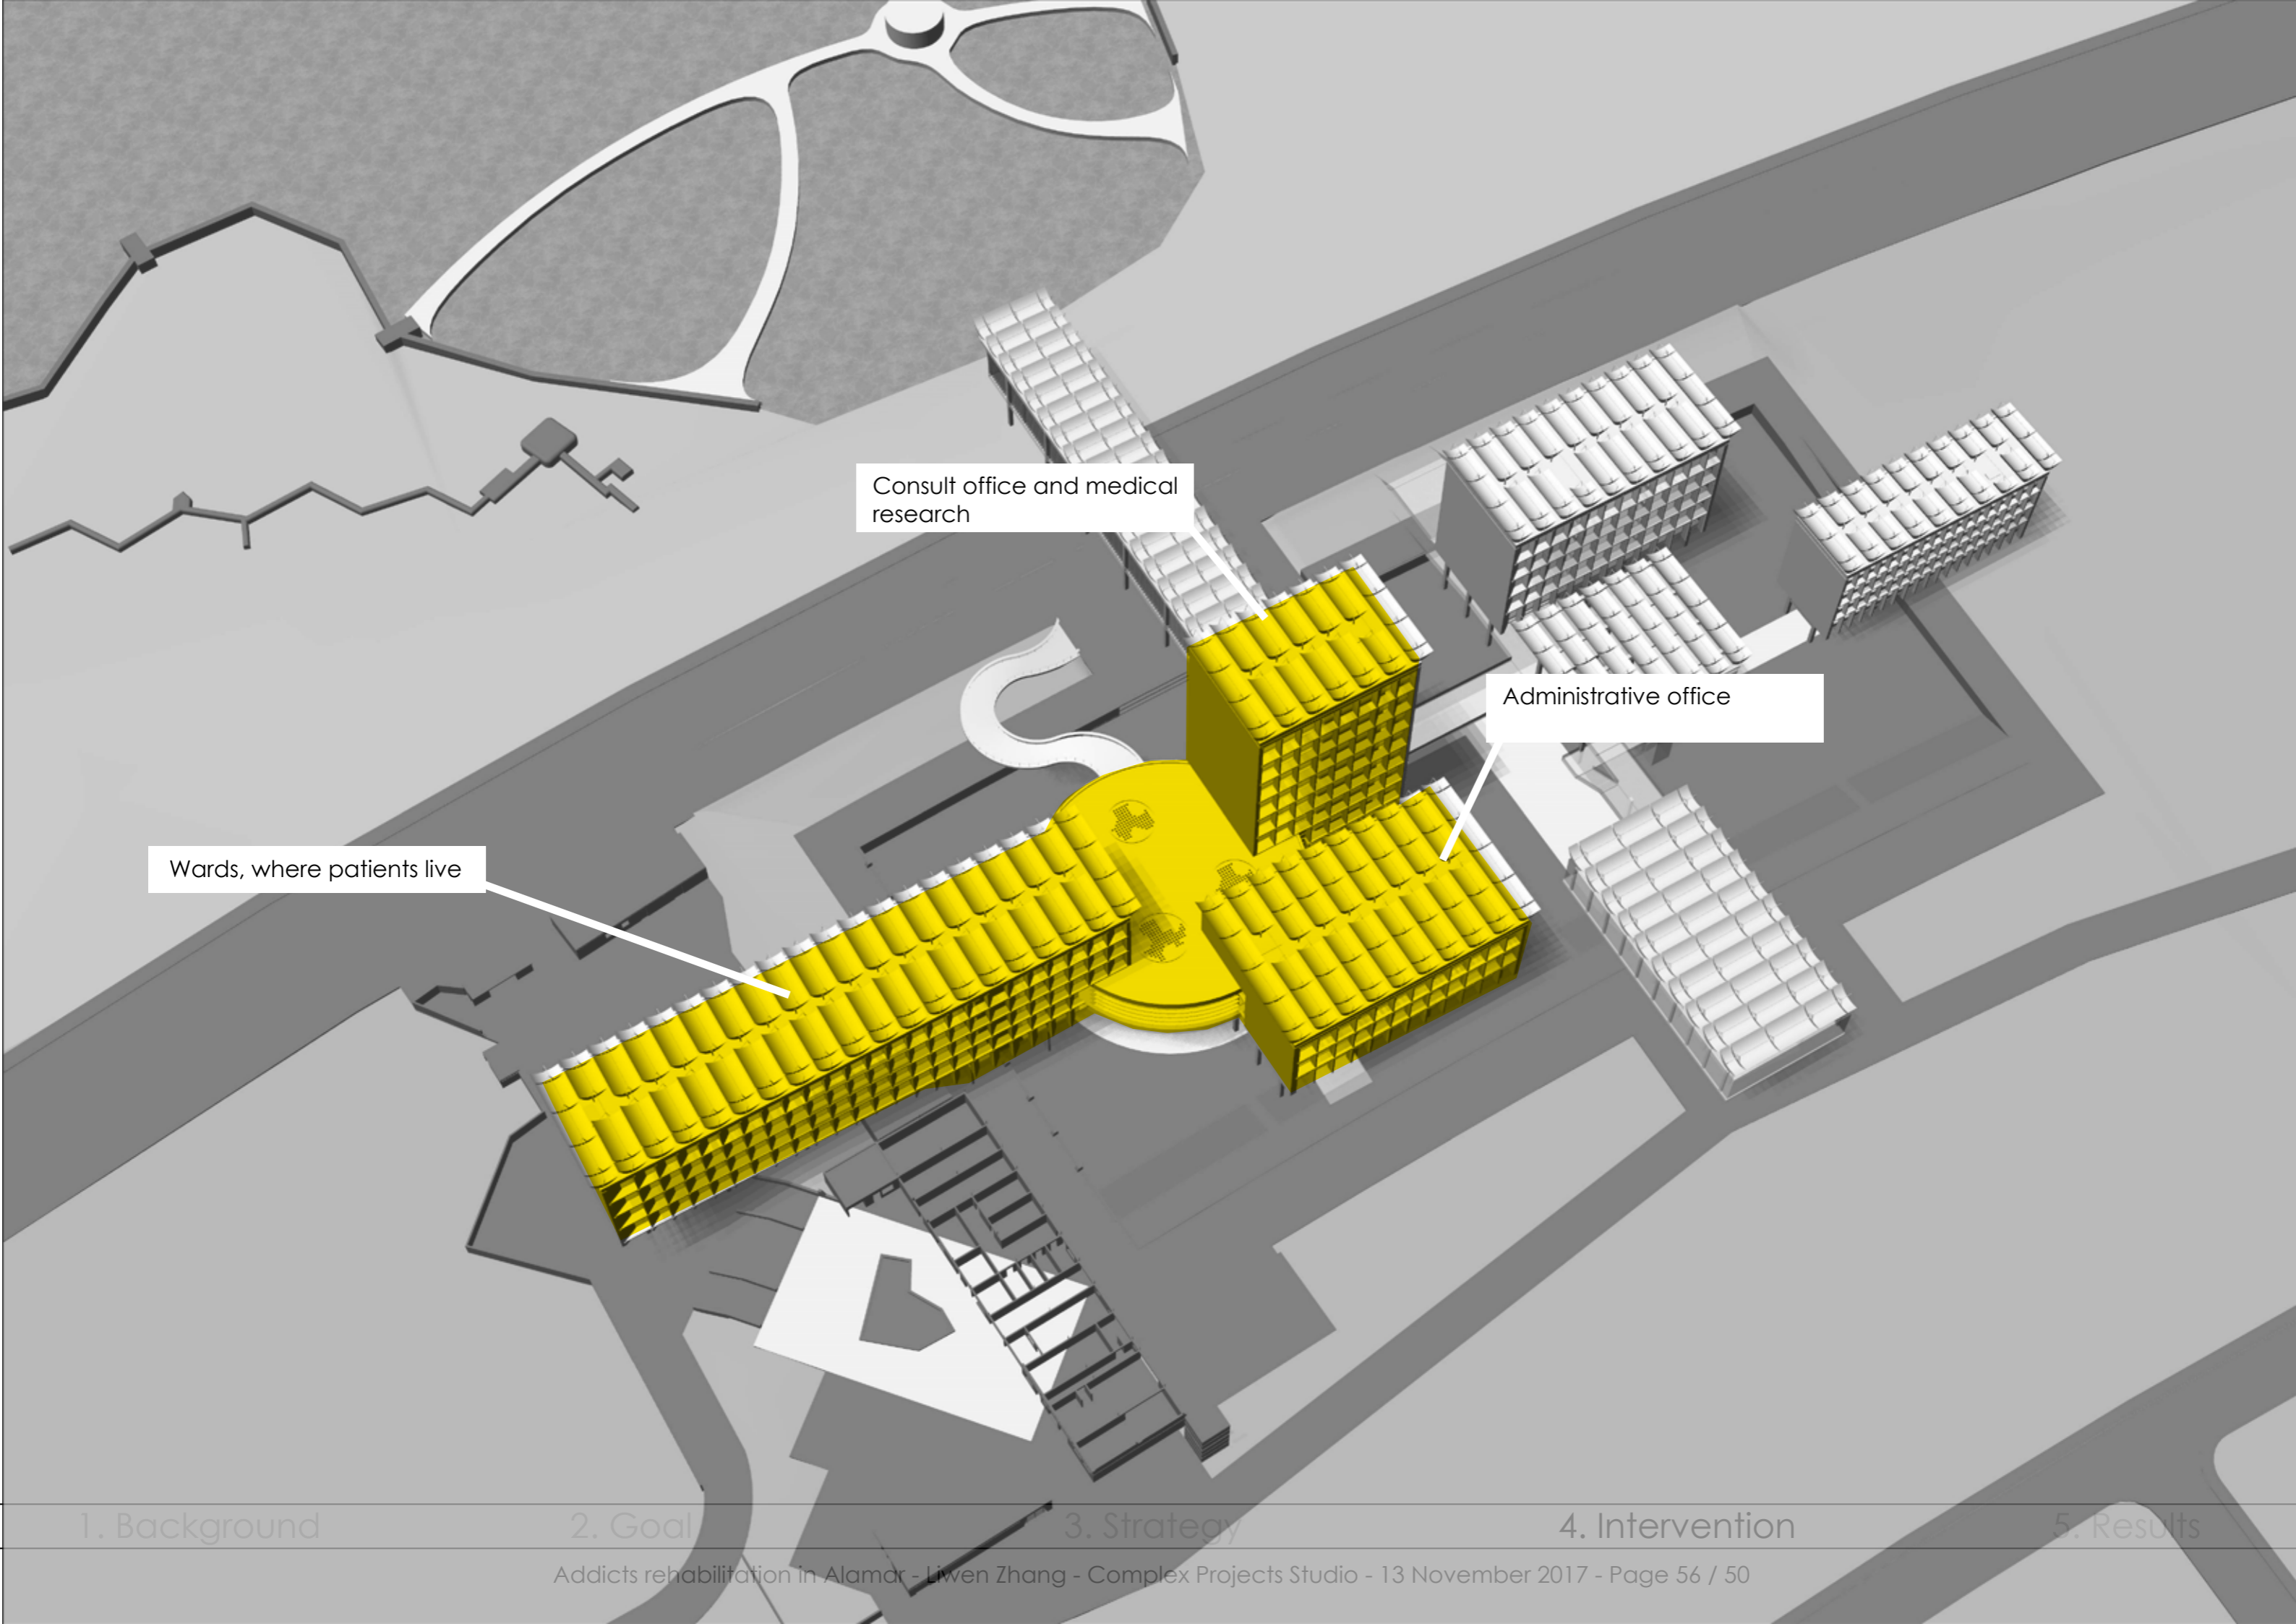 Consult office and medical
research
Administrative office
Wards, where patients live
1. Background 2. Goal 3. Strategy 4. Intervention 5. Results
Addicts rehabilitation in Alamar - Liwen Zhang - Complex Projects Studio - 13 November 2017 - Page 56 / 50